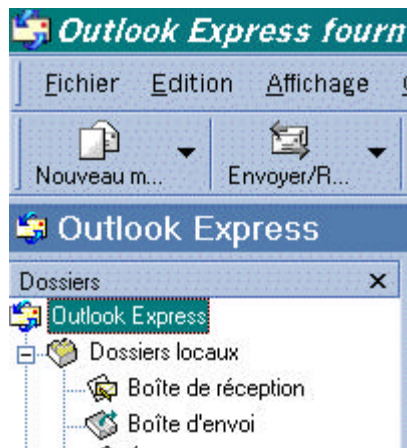 Outlook Express fourn
Fichier Edition Affichage
Nouveau m... Envoyer/R...
Outlook Express
Dossiers
Outlook Express
Dossiers locaux
Boîte de réception
Boîte d'envoi